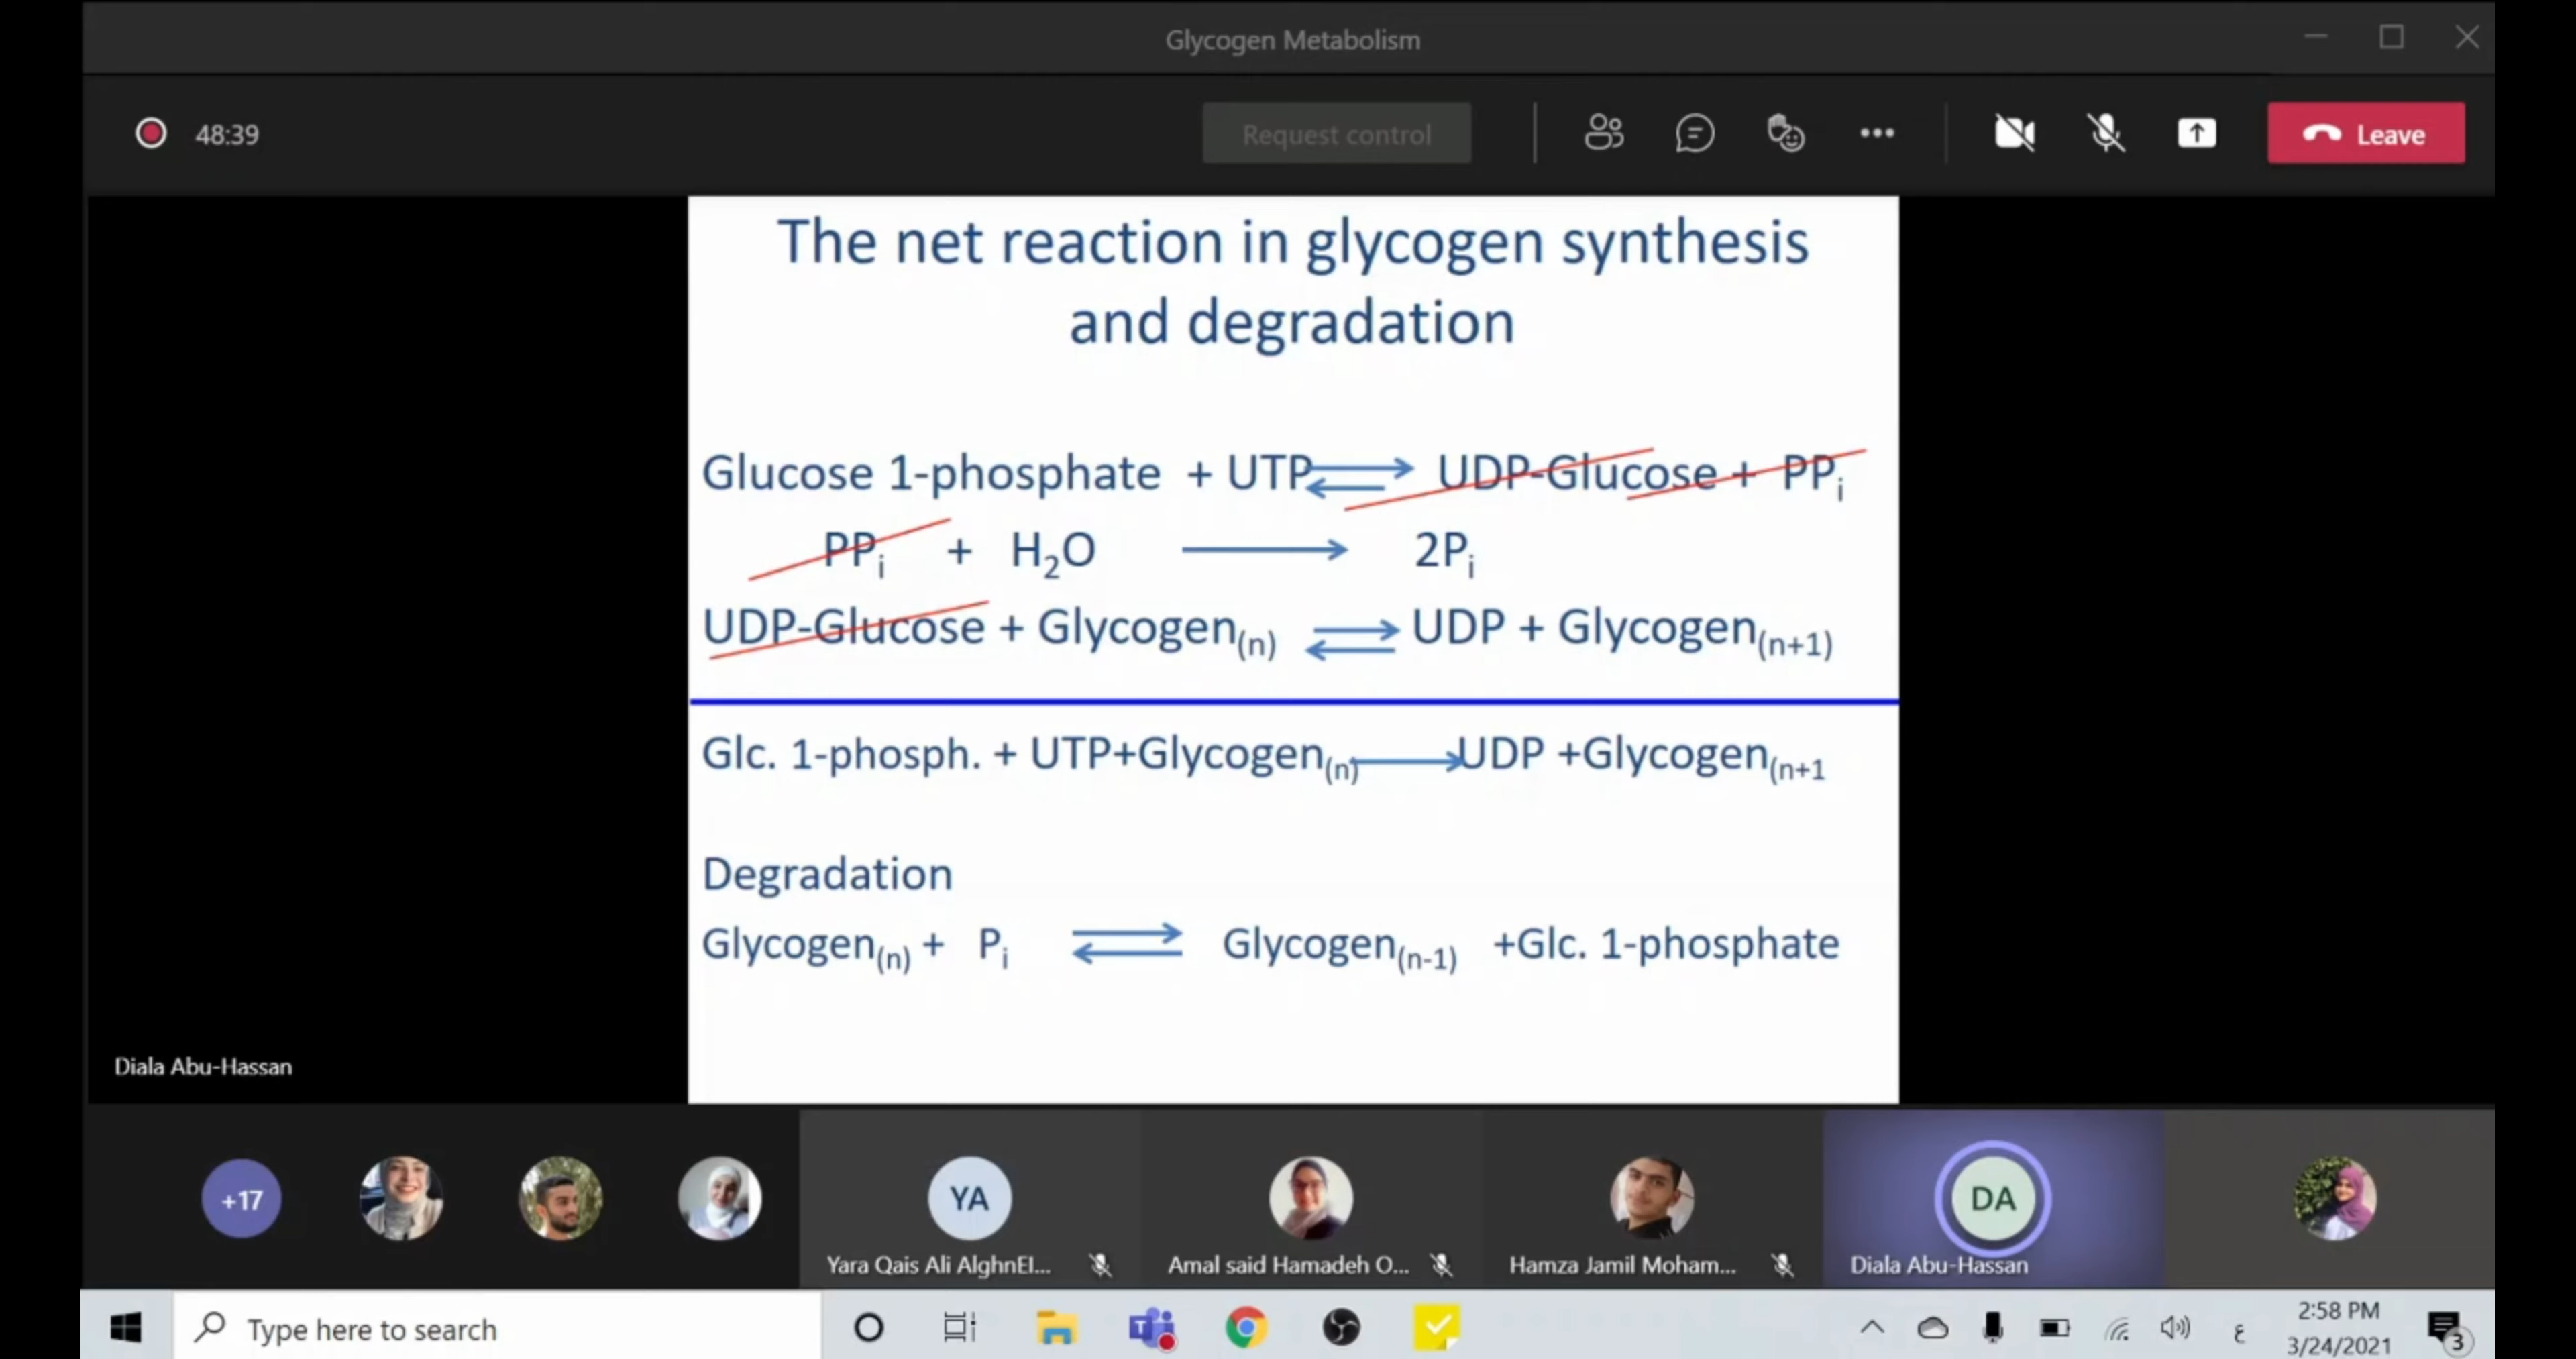 Glycogen Metabolism
48:39
Request control
Leave
The net reaction in glycogen synthesis
and degradation
Glucose 1-phosphate + UTP ⇌ UDP-Glucose + PPi
PPi + H2O → 2Pi
UDP-Glucose + Glycogen(n) ⇌ UDP + Glycogen(n+1)
Glc. 1-phosph. + UTP+Glycogen(n) → UDP +Glycogen(n+1
Degradation
Glycogen(n) + Pi ⇌ Glycogen(n-1) +Glc. 1-phosphate
Diala Abu-Hassan
+17
YA
DA
Yara Qais Ali AlghnEl...
Amal said Hamadeh O...
Hamza Jamil Moham...
Diala Abu-Hassan
Type here to search
T
ع
2:58 PM
3/24/2021
3